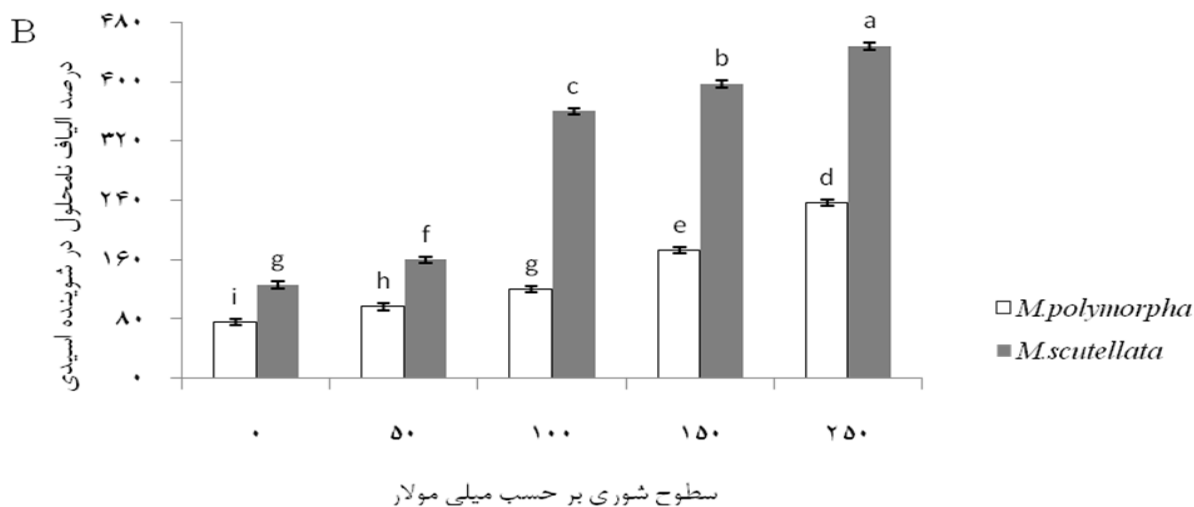 B
درصد الیاف نامحلول در شوینده اسیدی
۴۸۰
۴۰۰
۳۲۰
۲۴۰
۱۶۰
۸۰
۰
i
g
h
f
g
c
e
b
d
a
۰
۵۰
۱۰۰
۱۵۰
۲۵۰
سطوح شوری بر حسب میلی مولار
M.polymorpha
M.scutellata